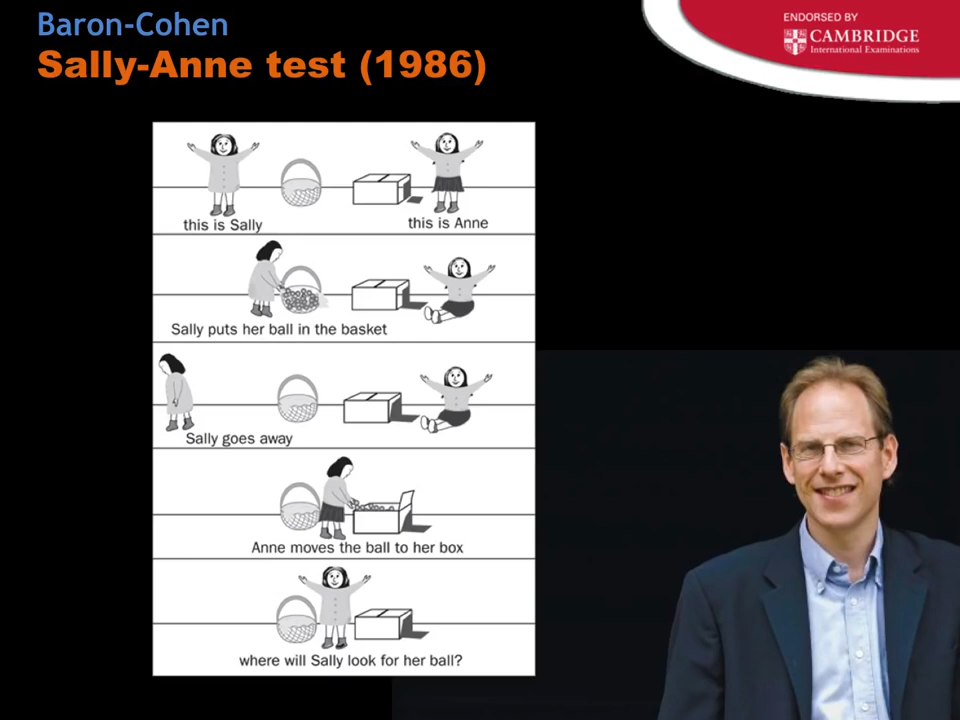 Baron-Cohen
Sally-Anne test (1986)
ENDORSED BY
CAMBRIDGE
International Examinations
this is Sally
this is Anne
Sally puts her ball in the basket
Sally goes away
Anne moves the ball to her box
where will Sally look for her ball?